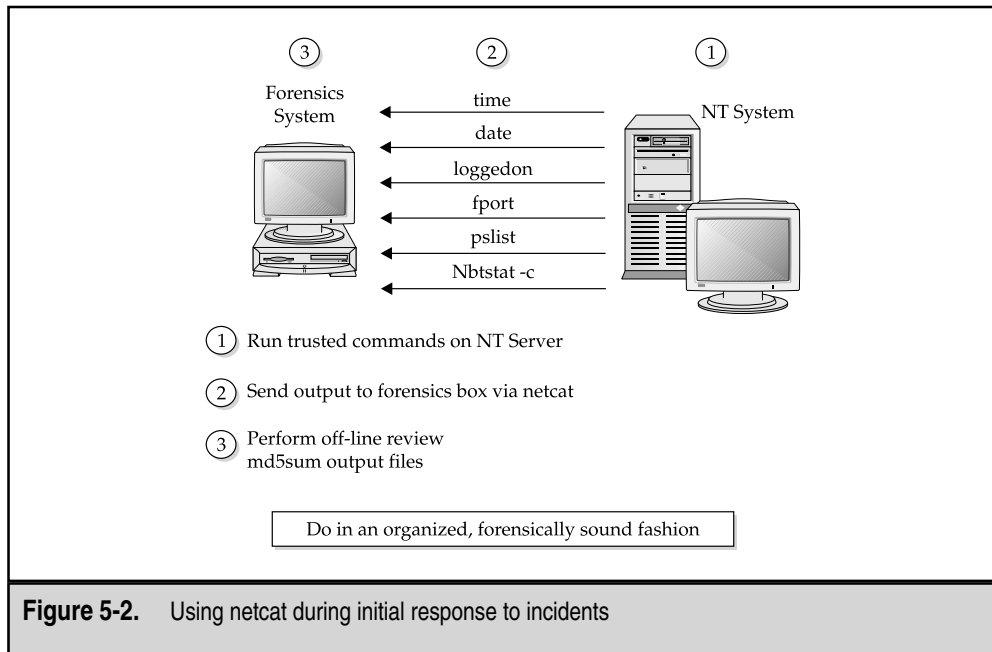 3 2 1
Forensics
System
NT System
time
date
loggedon
fport
pslist
Nbtstat -c
1 Run trusted commands on NT Server
2 Send output to forensics box via netcat
3 Perform off-line review
md5sum output files
Do in an organized, forensically sound fashion
Figure 5-2. Using netcat during initial response to incidents